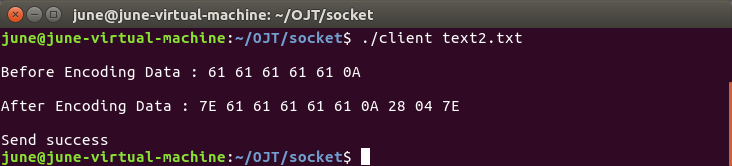 june@june-virtual-machine: ~/OJT/socket
june@june-virtual-machine:~/OJT/socket$ ./client text2.txt
Before Encoding Data : 61 61 61 61 61 0A
After Encoding Data : 7E 61 61 61 61 61 0A 28 04 7E
Send success
june@june-virtual-machine:~/OJT/socket$